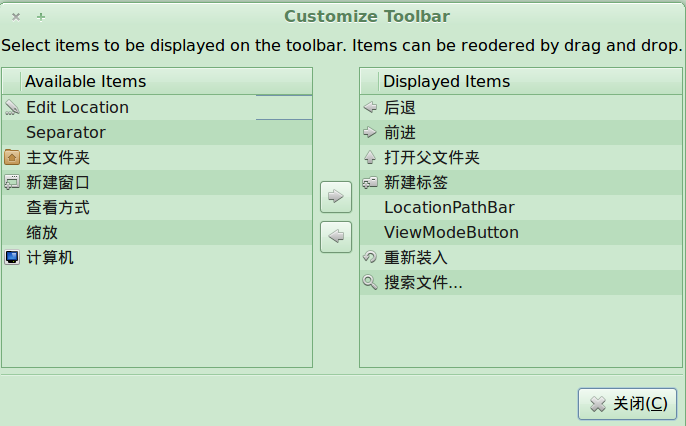 Customize Toolbar
Select items to be displayed on the toolbar. Items can be reodered by drag and drop.
Available Items
Edit Location
Separator
主文件夹
新建窗口
查看方式
缩放
计算机
Displayed Items
后退
前进
打开父文件夹
新建标签
LocationPathBar
ViewModeButton
重新装入
搜索文件...
关闭(C)